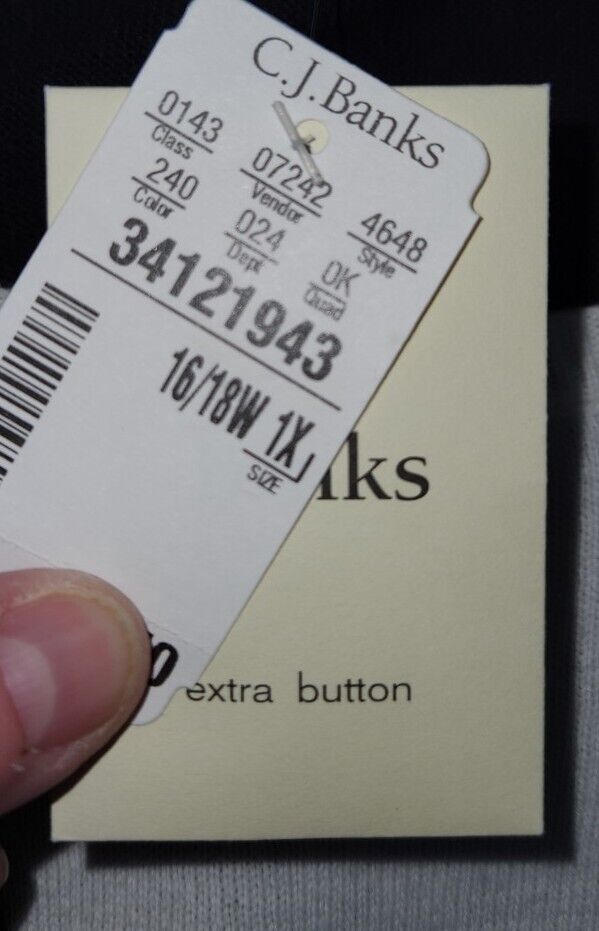 C.J.Banks
0143
Class
07242
Vendor
4648
Style
240
Color
024
Dept
0K
Quad
34121943
16/18W 1X
SIZE
nks
extra button